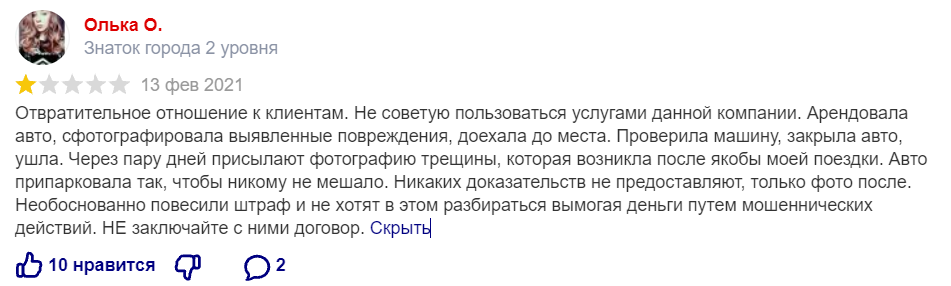 Олька О.
Знаток города 2 уровня
13 фев 2021
Отвратительное отношение к клиентам. Не советую пользоваться услугами данной компании. Арендовала
авто, сфотографировала выявленные повреждения, доехала до места. Проверила машину, закрыла авто,
ушла. Через пару дней присылают фотографию трещины, которая возникла после якобы моей поездки. Авто
припарковала так, чтобы никому не мешало. Никаких доказательств не предоставляют, только фото после.
Необоснованно повесили штраф и не хотят в этом разбираться вымогая деньги путем мошеннических
действий. НЕ заключайте с ними договор. Скрыть
10 нравится 2